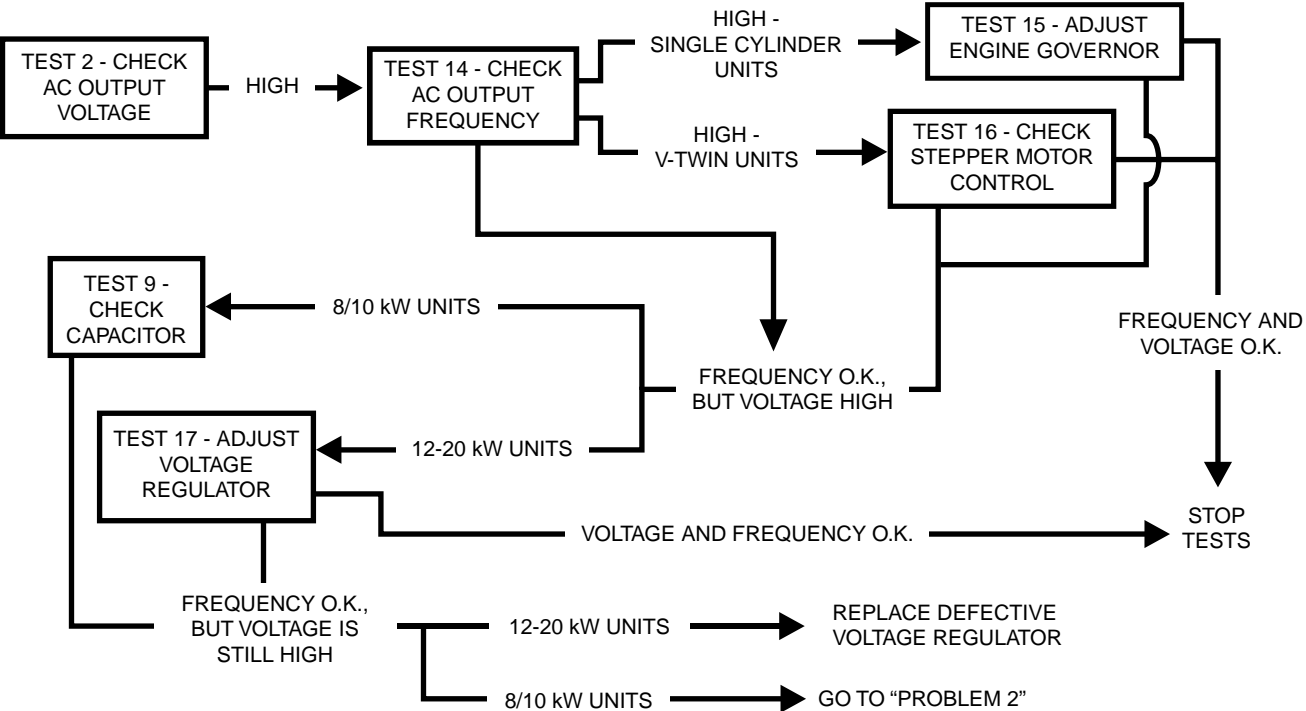 TEST 2 - CHECK
AC OUTPUT
VOLTAGE
HIGH
TEST 14 - CHECK
AC OUTPUT
FREQUENCY
HIGH -
SINGLE CYLINDER
UNITS
TEST 15 - ADJUST
ENGINE GOVERNOR
HIGH -
V-TWIN UNITS
TEST 16 - CHECK
STEPPER MOTOR
CONTROL
TEST 9 -
CHECK
CAPACITOR
8/10 kW UNITS
FREQUENCY AND
VOLTAGE O.K.
FREQUENCY O.K.,
BUT VOLTAGE HIGH
TEST 17 - ADJUST
VOLTAGE
REGULATOR
12-20 kW UNITS
VOLTAGE AND FREQUENCY O.K.
STOP
TESTS
FREQUENCY O.K.,
BUT VOLTAGE IS
STILL HIGH
12-20 kW UNITS
REPLACE DEFECTIVE
VOLTAGE REGULATOR
8/10 kW UNITS
GO TO “PROBLEM 2”